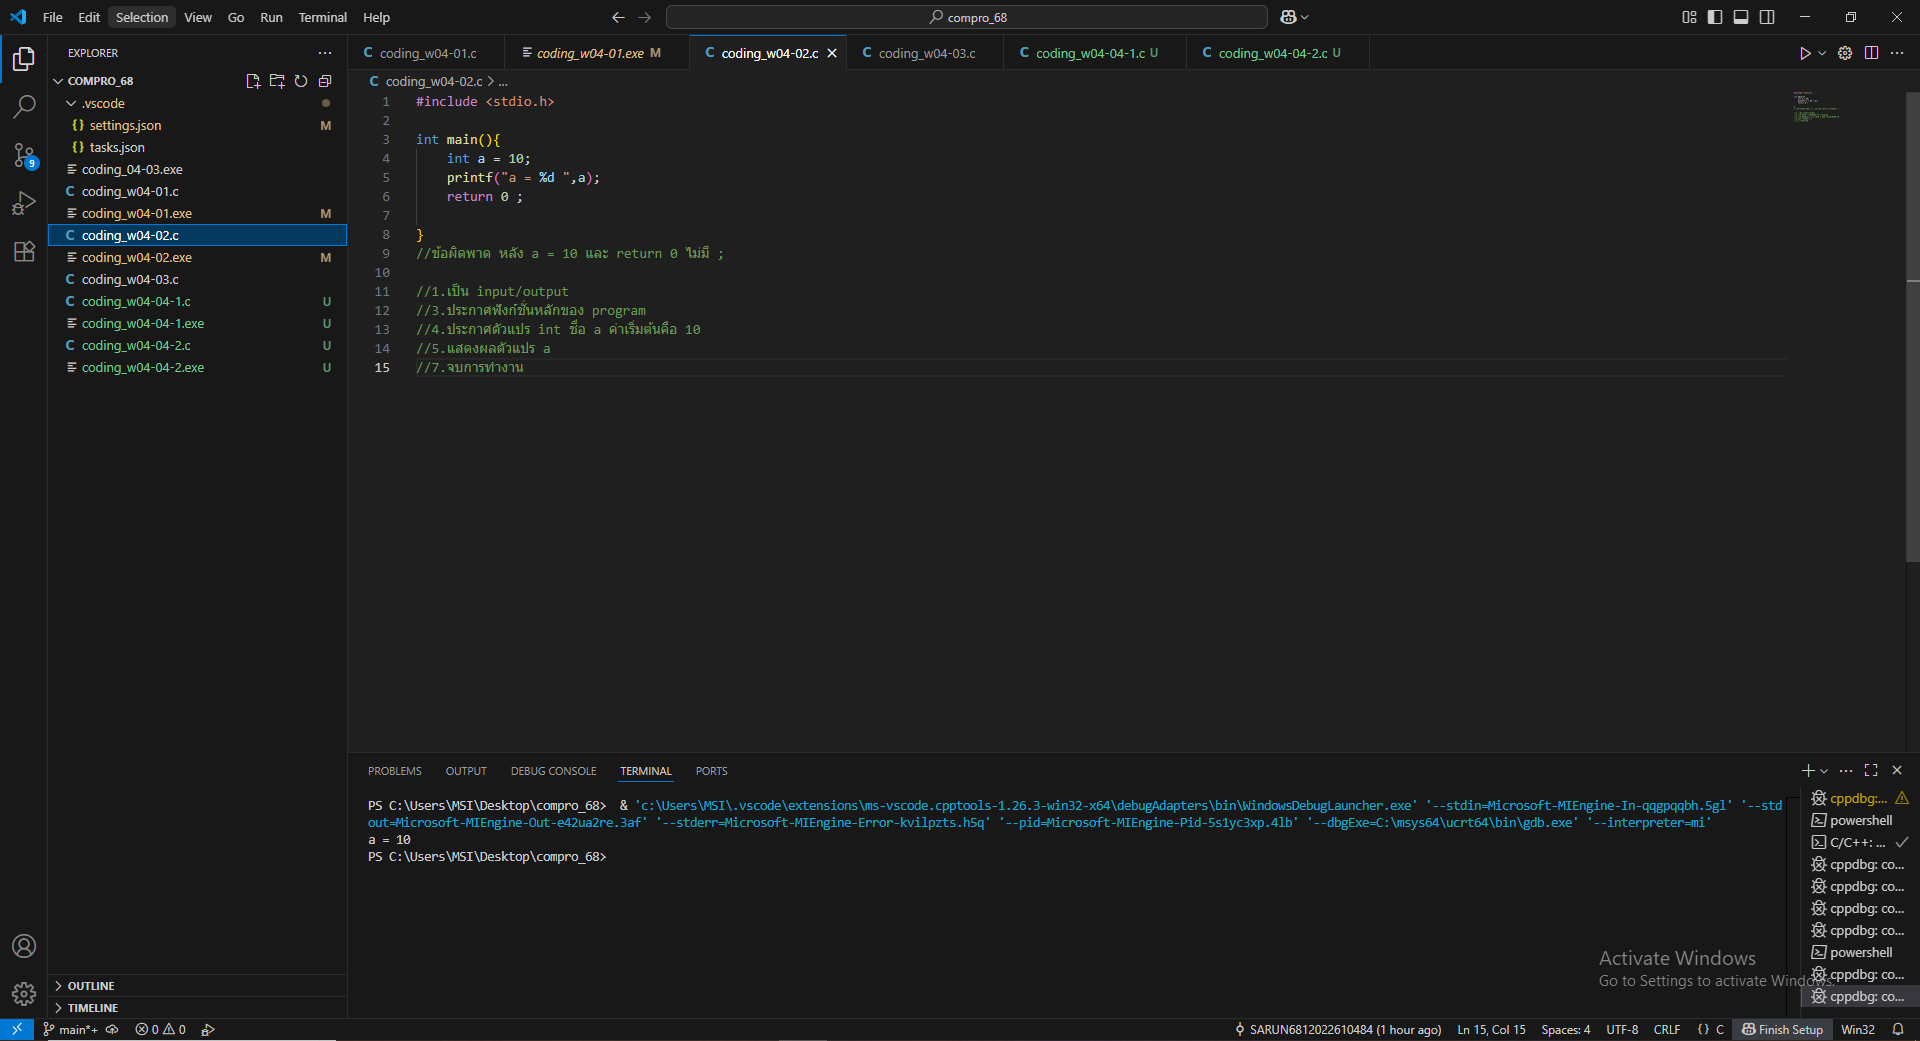 File Edit Selection View Go Run Terminal Help
compro_68
EXPLORER
COMPRO_68
.vscode
settings.json M
tasks.json
coding_04-03.exe
coding_w04-01.c
coding_w04-01.exe M
coding_w04-02.c
coding_w04-02.exe M
coding_w04-03.c
coding_w04-04-1.c U
coding_w04-04-1.exe U
coding_w04-04-2.c U
coding_w04-04-2.exe U
OUTLINE
TIMELINE
9
C coding_w04-01.c coding_w04-01.exe M C coding_w04-02.c C coding_w04-03.c C coding_w04-04-1.c U C coding_w04-04-2.c U
C coding_w04-02.c > ...
1 #include <stdio.h>
2
3 int main(){
4 int a = 10;
5 printf("a = %d ",a);
6 return 0 ;
7
8 }
9 //ข้อผิดพาด หลัง a = 10 และ return 0 ไม่มี ;
10
11 //1.เป็น input/output
12 //3.ประกาศฟังก์ชั่นหลักของ program
13 //4.ประกาศตัวแปร int ชื่อ a ค่าเริ่มต้นคือ 10
14 //5.แสดงผลตัวแปร a
15 //7.จบการทำงาน
PROBLEMS OUTPUT DEBUG CONSOLE TERMINAL PORTS
PS C:\Users\MSI\Desktop\compro_68> & 'c:\Users\MSI\.vscode\extensions\ms-vscode.cpptools-1.26.3-win32-x64\debugAdapters\bin\WindowsDebugLauncher.exe' '--stdin=Microsoft-MIEngine-In-qqgpqqbh.5gl' '--std
out=Microsoft-MIEngine-Out-e42ua2re.3af' '--stderr=Microsoft-MIEngine-Error-kvilpzts.h5q' '--pid=Microsoft-MIEngine-Pid-5s1yc3xp.4lb' '--dbgExe=C:\msys64\ucrt64\bin\gdb.exe' '--interpreter=mi'
a = 10
PS C:\Users\MSI\Desktop\compro_68>
cppdbg:...
powershell
C/C++: ...
cppdbg: co...
cppdbg: co...
cppdbg: co...
cppdbg: co...
powershell
cppdbg: co...
cppdbg: co...
Activate Windows
Go to Settings to activate Windows.
main*+ 0 0 SARUN6812022610484 (1 hour ago) Ln 15, Col 15 Spaces: 4 UTF-8 CRLF {} C Finish Setup Win32